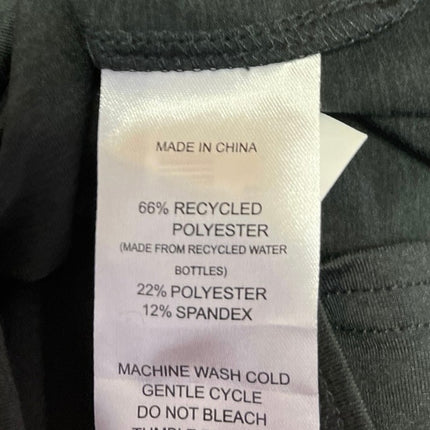 MADE IN CHINA
66% RECYCLED
POLYESTER
(MADE FROM RECYCLED WATER
BOTTLES)
22% POLYESTER
12% SPANDEX
MACHINE WASH COLD
GENTLE CYCLE
DO NOT BLEACH